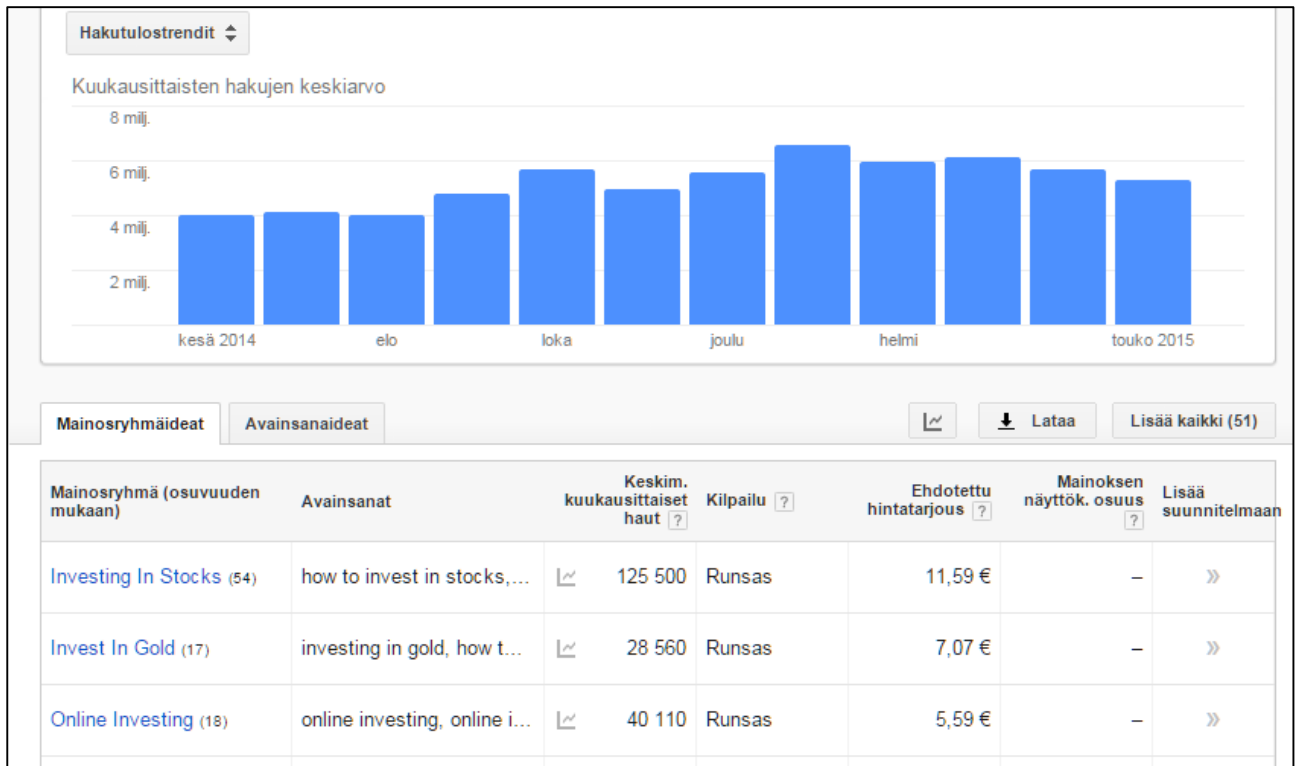 Hakutulostrendit
Kuukausittaisten hakujen keskiarvo
8 milj.
6 milj.
4 milj.
2 milj.
kesä 2014 elo loka joulu helmi touko 2015
Mainosryhmäideat Avainsanaideat Lataa Lisää kaikki (51)
Mainosryhmä (osuvuuden
mukaan)
Avainsanat
Keskim.
kuukausittaiset
haut ?
Kilpailu ?
Ehdotettu
hintatarjous ?
Mainoksen
näyttök. osuus
?
Lisää
suunnitelmaan
Investing In Stocks (54) how to invest in stocks,... 125 500 Runsas 11,59 € – »
Invest In Gold (17) investing in gold, how t... 28 560 Runsas 7,07 € – »
Online Investing (18) online investing, online i... 40 110 Runsas 5,59 € – »